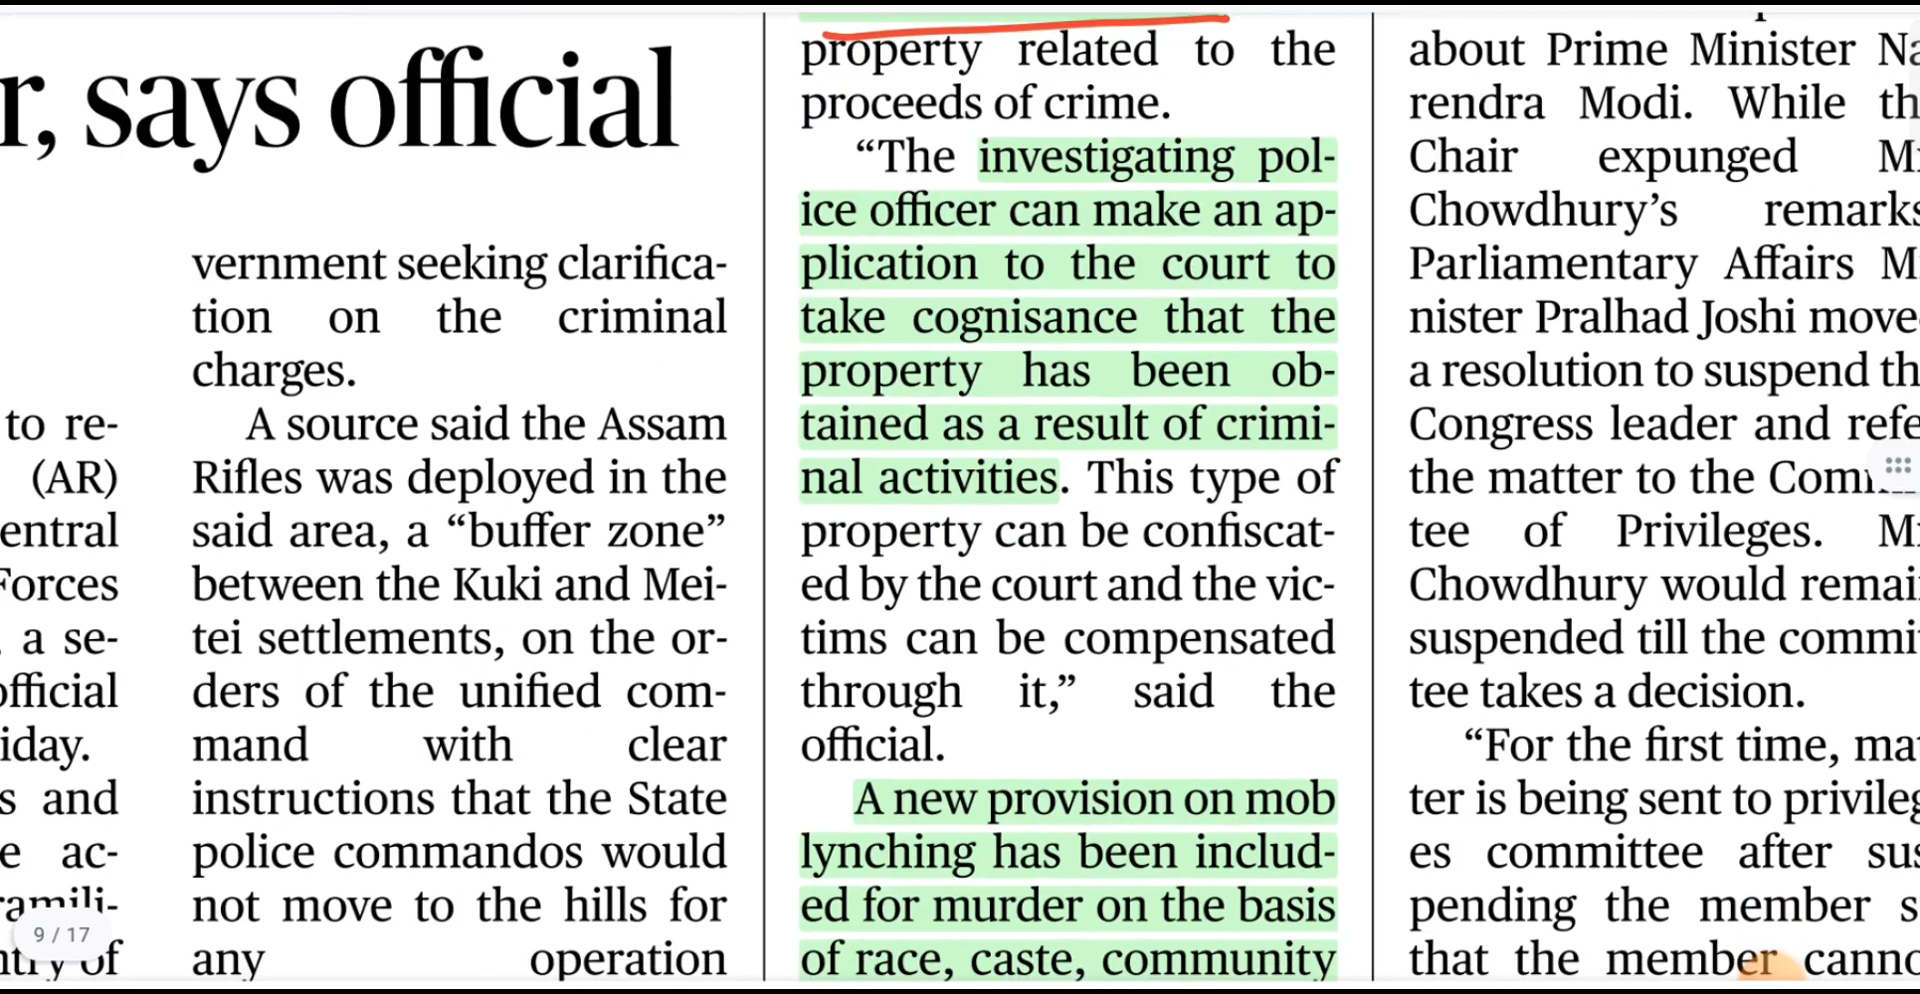 r, says official
to re-
(AR)
entral
Forces
a se-
official
iday.
s and
e ac-
ramili-
9 / 17
ntry of
vernment seeking clarifica-
tion on the criminal
charges.
A source said the Assam
Rifles was deployed in the
said area, a “buffer zone”
between the Kuki and Mei-
tei settlements, on the or-
ders of the unified com-
mand with clear
instructions that the State
police commandos would
not move to the hills for
any operation
property related to the
proceeds of crime.
“The investigating pol-
ice officer can make an ap-
plication to the court to
take cognisance that the
property has been ob-
tained as a result of crimi-
nal activities. This type of
property can be confiscat-
ed by the court and the vic-
tims can be compensated
through it,” said the
official.
A new provision on mob
lynching has been includ-
ed for murder on the basis
of race, caste, community
about Prime Minister Na
rendra Modi. While th
Chair expunged M
Chowdhury’s remarks
Parliamentary Affairs M
nister Pralhad Joshi move
a resolution to suspend th
Congress leader and refe
the matter to the Com
tee of Privileges. M
Chowdhury would remai
suspended till the commit
tee takes a decision.
“For the first time, mat
ter is being sent to privileg
es committee after sus
pending the member s
that the member canno